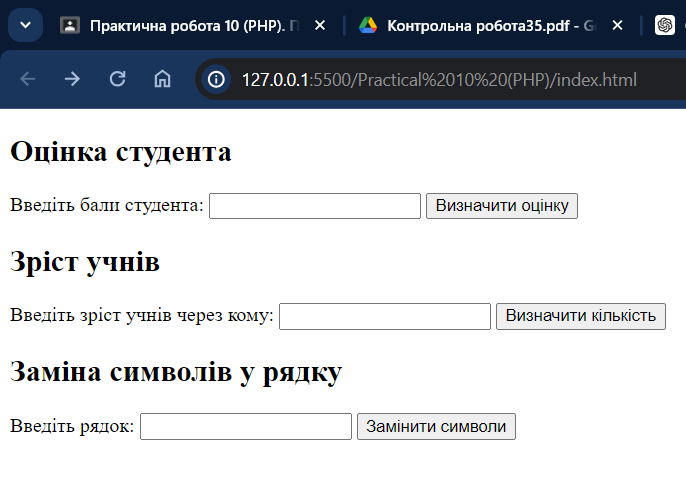 Практична робота 10 (PHP). П
Контрольна робота35.pdf - G
127.0.0.1:5500/Practical%2010%20(PHP)/index.html
Оцінка студента
Введіть бали студента: Визначити оцінку
Зріст учнів
Введіть зріст учнів через кому: Визначити кількість
Заміна символів у рядку
Введіть рядок: Замінити символи